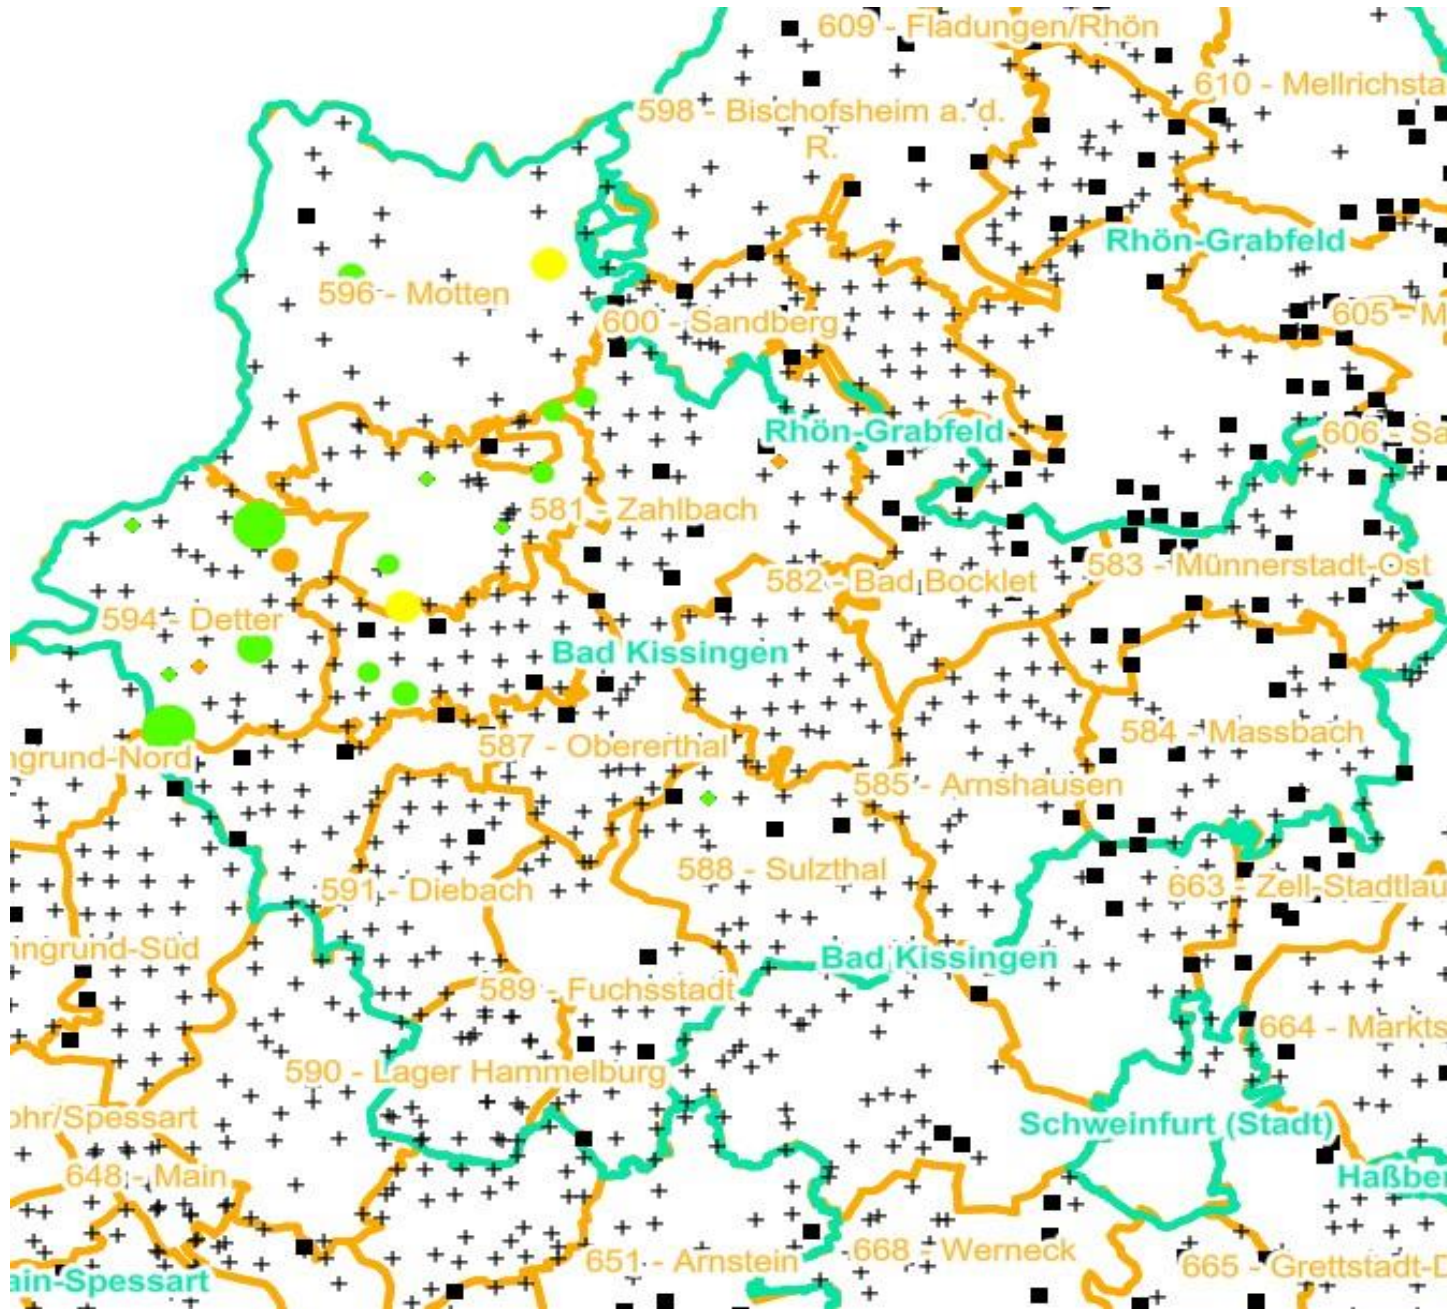 609 - Fladungen/Rhön
610 - Mellrichsta
598 - Bischofsheim a. d.
R.
Rhön-Grabfeld
596 - Motten
605 - M
600 - Sandberg
Rhön-Grabfeld
606 - Sa
581 - Zahlbach
583 - Münnerstadt-Ost
582 - Bad Bocklet
594 - Detter
Bad Kissingen
584 - Massbach
587 - Obererthal
ngrund-Nord
585 - Arnshausen
588 - Sulzthal
663 - Zell-Stadtlau
591 - Diebach
nngrund-Süd
Bad Kissingen
589 - Fuchsstadt
664 - Markts
590 - Lager Hammelburg
ohr/Spessart
Schweinfurt (Stadt)
648 - Main
Haßber
668 - Werneck
651 - Arnstein
665 - Grettstadt-D
ain-Spessart